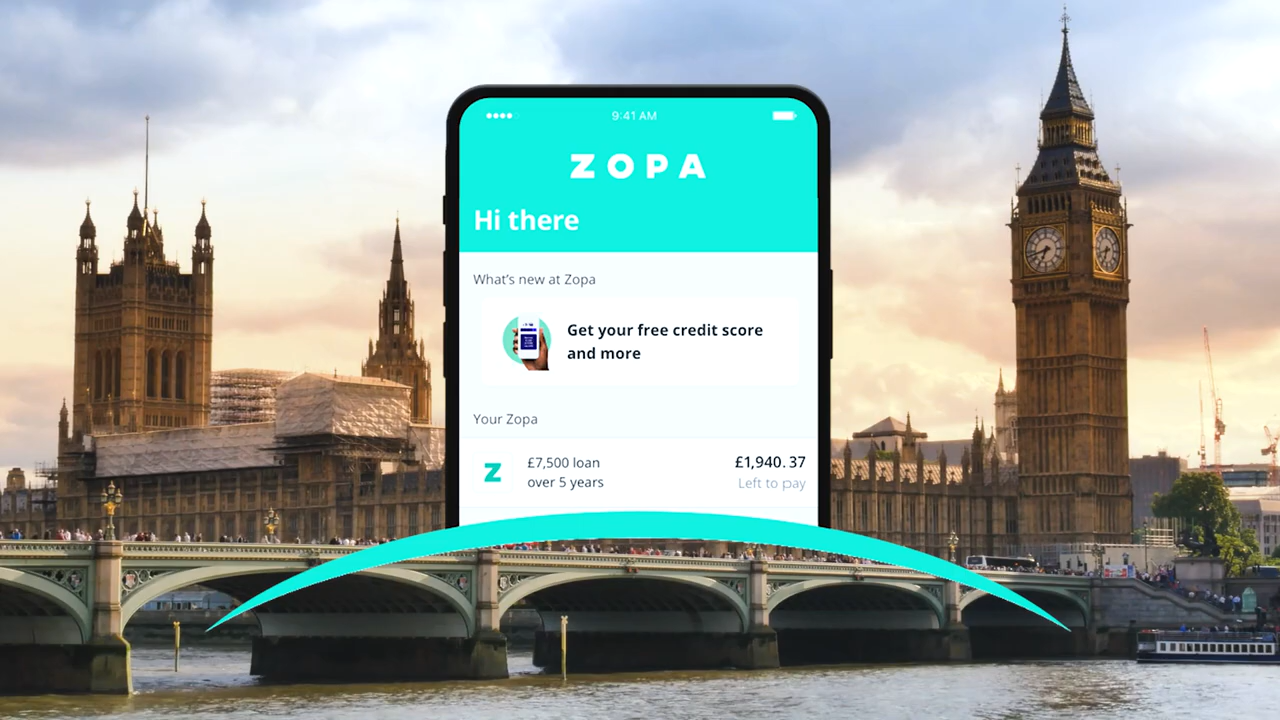 9:41 AM
ZOPA
Hi there
What's new at Zopa
Get your free credit score
and more
Your Zopa
Z
£7,500 loan
£1,940.37
over 5 years
Left to pay